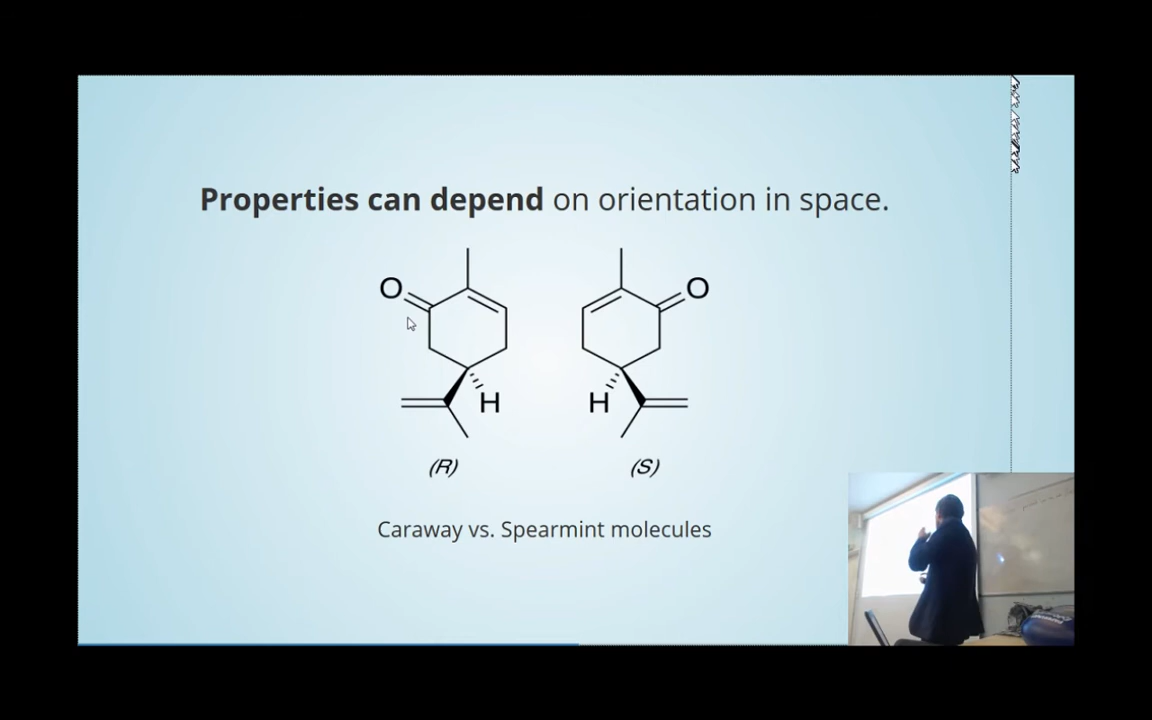 Properties can depend on orientation in space.
O O
H H
(R) (S)
Caraway vs. Spearmint molecules